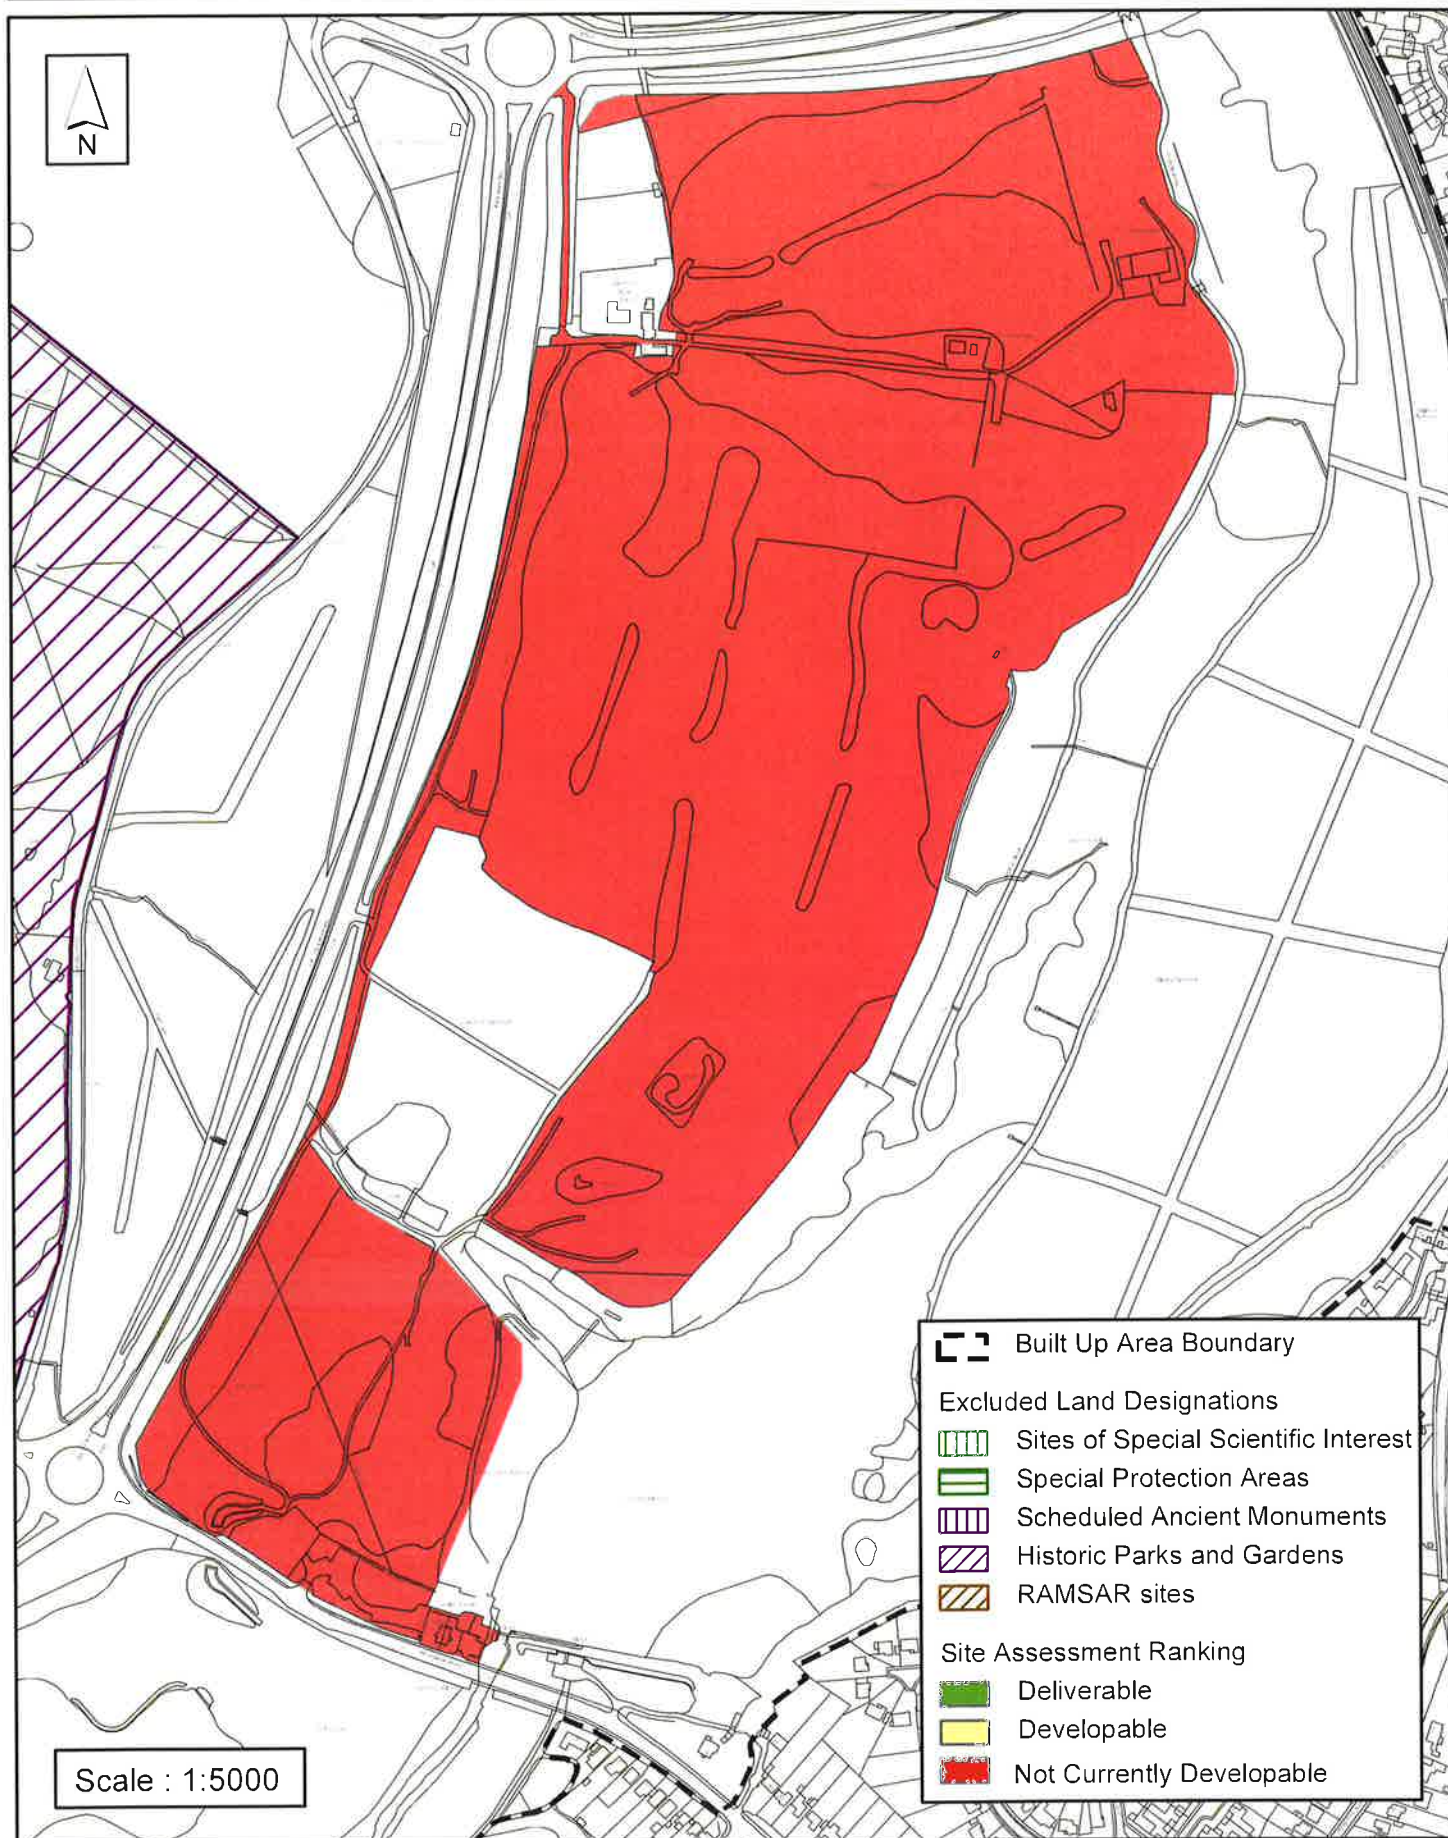 N
Built Up Area Boundary
Excluded Land Designations
Sites of Special Scientific Interest
Special Protection Areas
Scheduled Ancient Monuments
Historic Parks and Gardens
RAMSAR sites
Site Assessment Ranking
Deliverable
Developable
Not Currently Developable
Scale : 1:5000